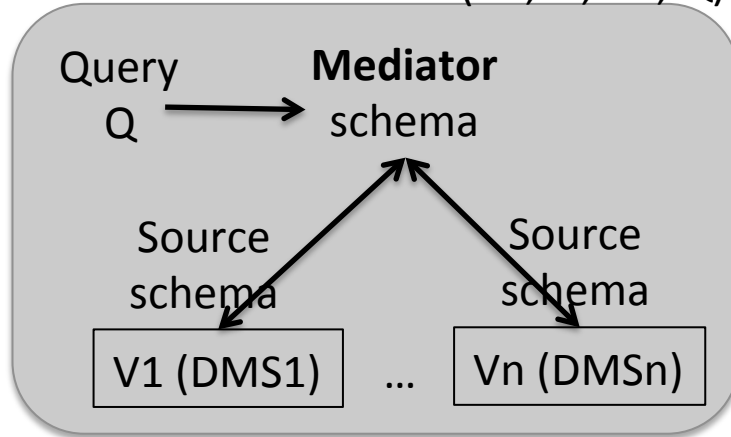 Query
Q
Mediator
schema
Source
schema
Source
schema
V1 (DMS1)
...
Vn (DMSn)